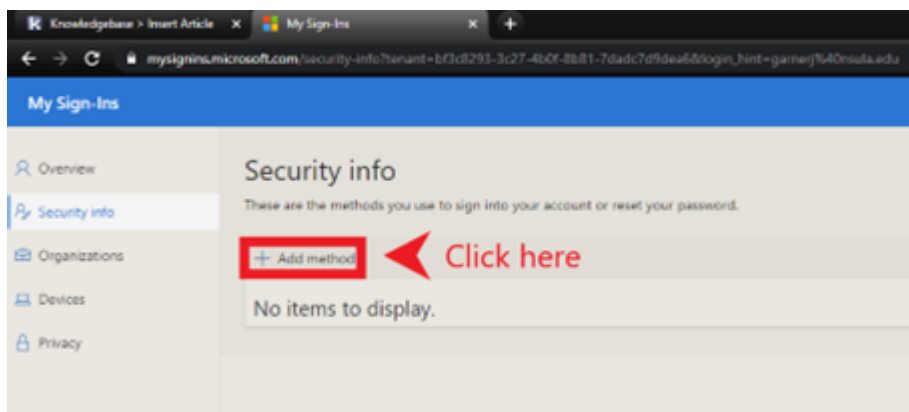 Knowledgebase > Insert Article
My Sign-Ins
mysignins.microsoft.com/security-info?tenant=bf3c8293-3c27-4b0f-8b81-7dadc7d9dea6&login_hint=garnerj%40nsula.edu
My Sign-Ins
Overview
Security info
Organizations
Devices
Privacy
Security info
These are the methods you use to sign into your account or reset your password.
+ Add method
Click here
No items to display.